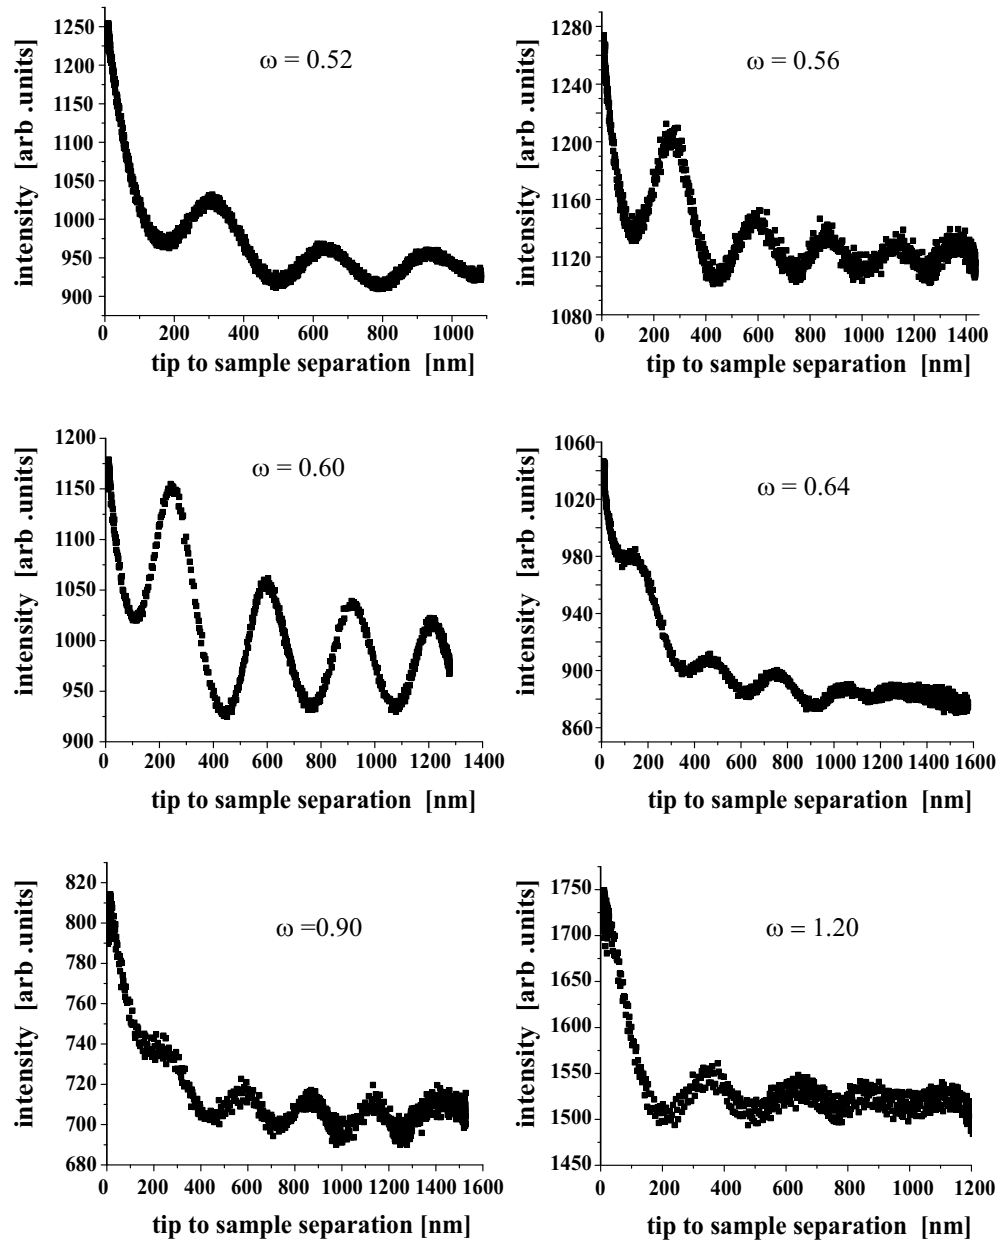 ω = 0.52
intensity [arb .units]
1250
1200
1150
1100
1050
1000
950
900
0 200 400 600 800 1000
tip to sample separation [nm]
ω = 0.56
intensity [arb .units]
1280
1240
1200
1160
1120
1080
0 200 400 600 800 1000 1200 1400
tip to sample separation [nm]
ω = 0.60
intensity [arb .units]
1200
1150
1100
1050
1000
950
900
0 200 400 600 800 1000 1200 1400
tip to sample separation [nm]
ω = 0.64
intensity [arb .units]
1060
1020
980
940
900
860
0 200 400 600 800 1000 1200 1400 1600
tip to sample separation [nm]
ω =0.90
intensity [arb .units]
820
800
780
760
740
720
700
680
0 200 400 600 800 1000 1200 1400 1600
tip to sample separation [nm]
ω = 1.20
intensity [arb .units]
1750
1700
1650
1600
1550
1500
1450
0 200 400 600 800 1000 1200
tip to sample separation [nm]